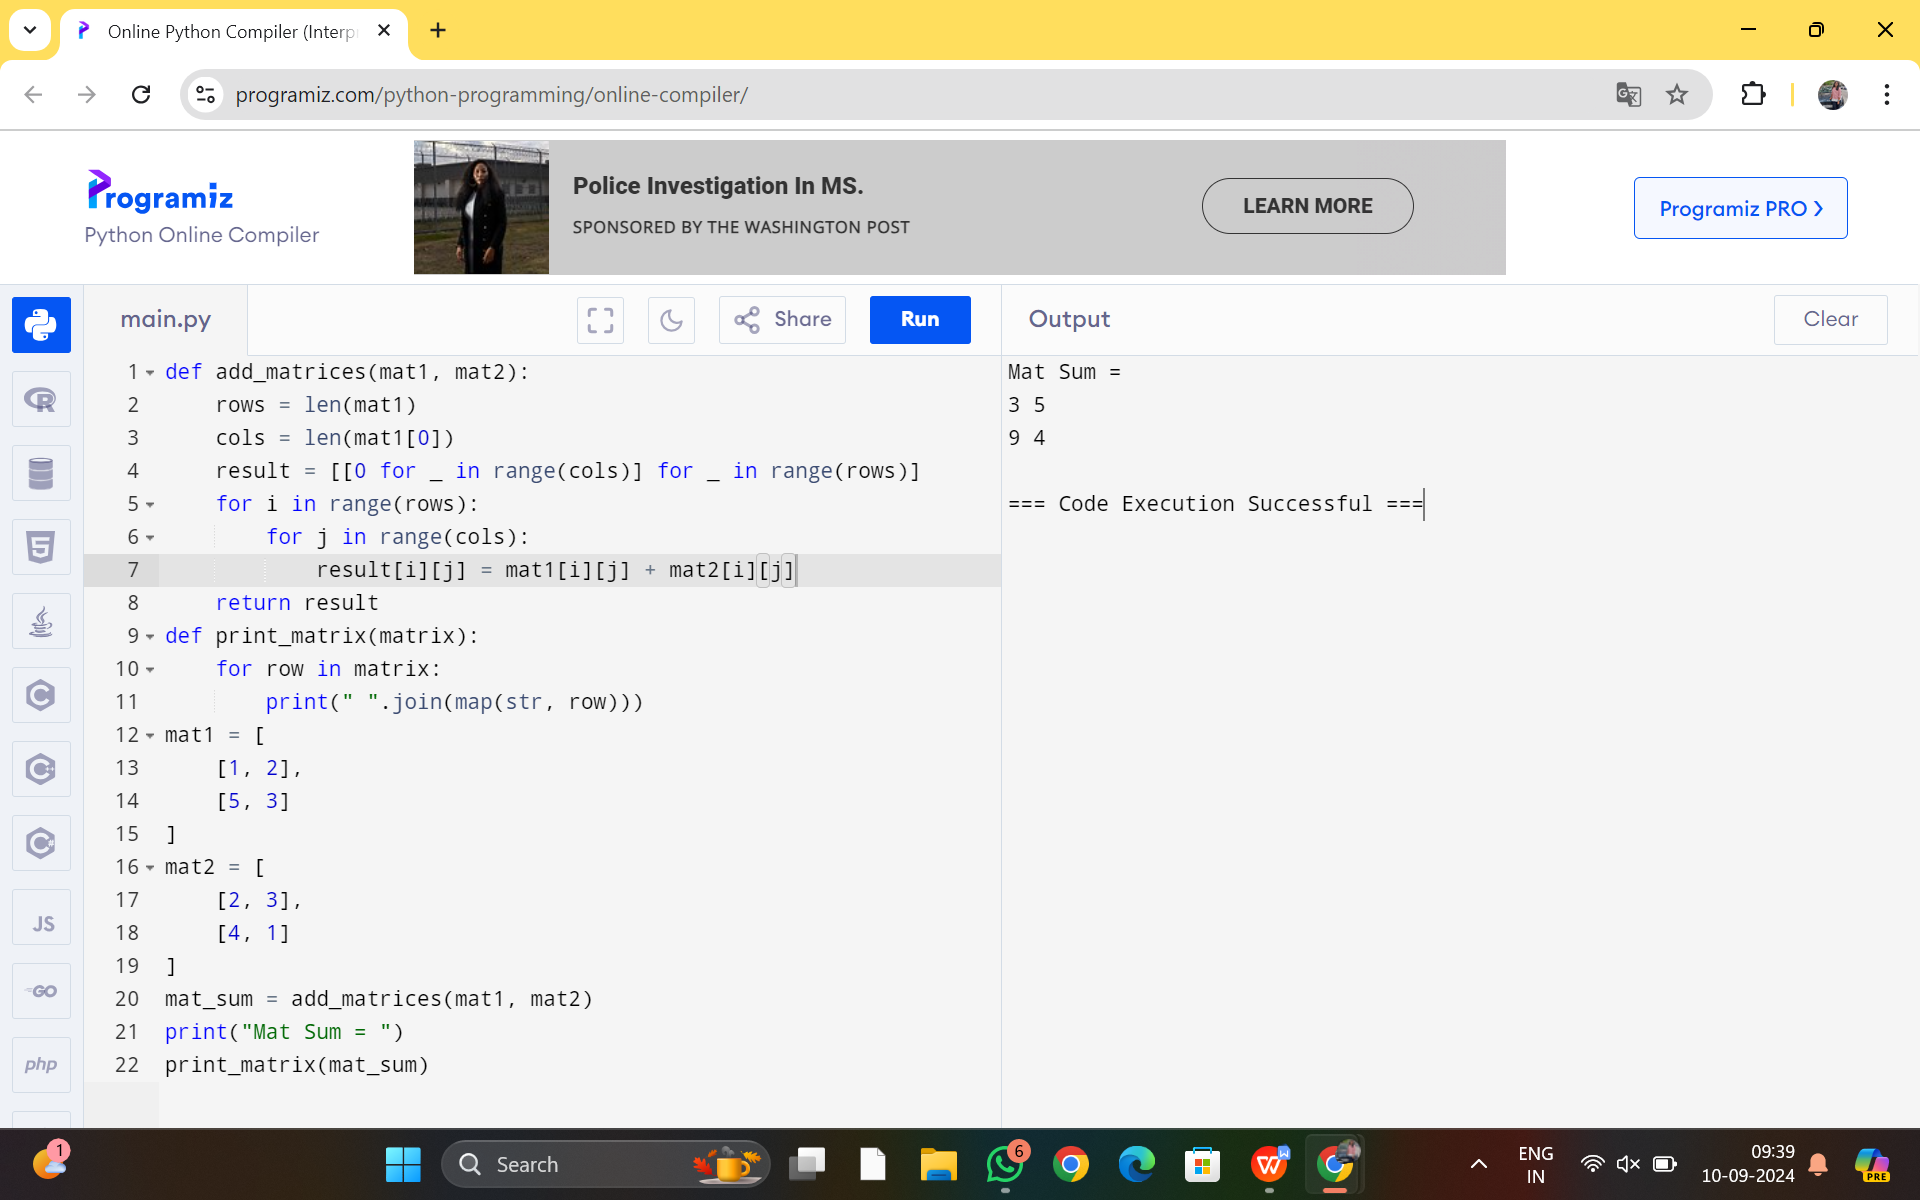 Online Python Compiler (Interp
programiz.com/python-programming/online-compiler/
Programiz
Python Online Compiler
Police Investigation In MS.
SPONSORED BY THE WASHINGTON POST
LEARN MORE
Programiz PRO
main.py
Share
Run
Output
Clear
1 def add_matrices(mat1, mat2):
2     rows = len(mat1)
3     cols = len(mat1[0])
4     result = [[0 for _ in range(cols)] for _ in range(rows)]
5     for i in range(rows):
6         for j in range(cols):
7             result[i][j] = mat1[i][j] + mat2[i][j]
8     return result
9 def print_matrix(matrix):
10     for row in matrix:
11         print(" ".join(map(str, row)))
12 mat1 = [
13     [1, 2],
14     [5, 3]
15 ]
16 mat2 = [
17     [2, 3],
18     [4, 1]
19 ]
20 mat_sum = add_matrices(mat1, mat2)
21 print("Mat Sum = ")
22 print_matrix(mat_sum)
Mat Sum =
3 5
9 4
=== Code Execution Successful ===
R
5
C
C
C#
JS
GO
php
1
Search
6
W
W
ENG
IN
09:39
10-09-2024
PRE